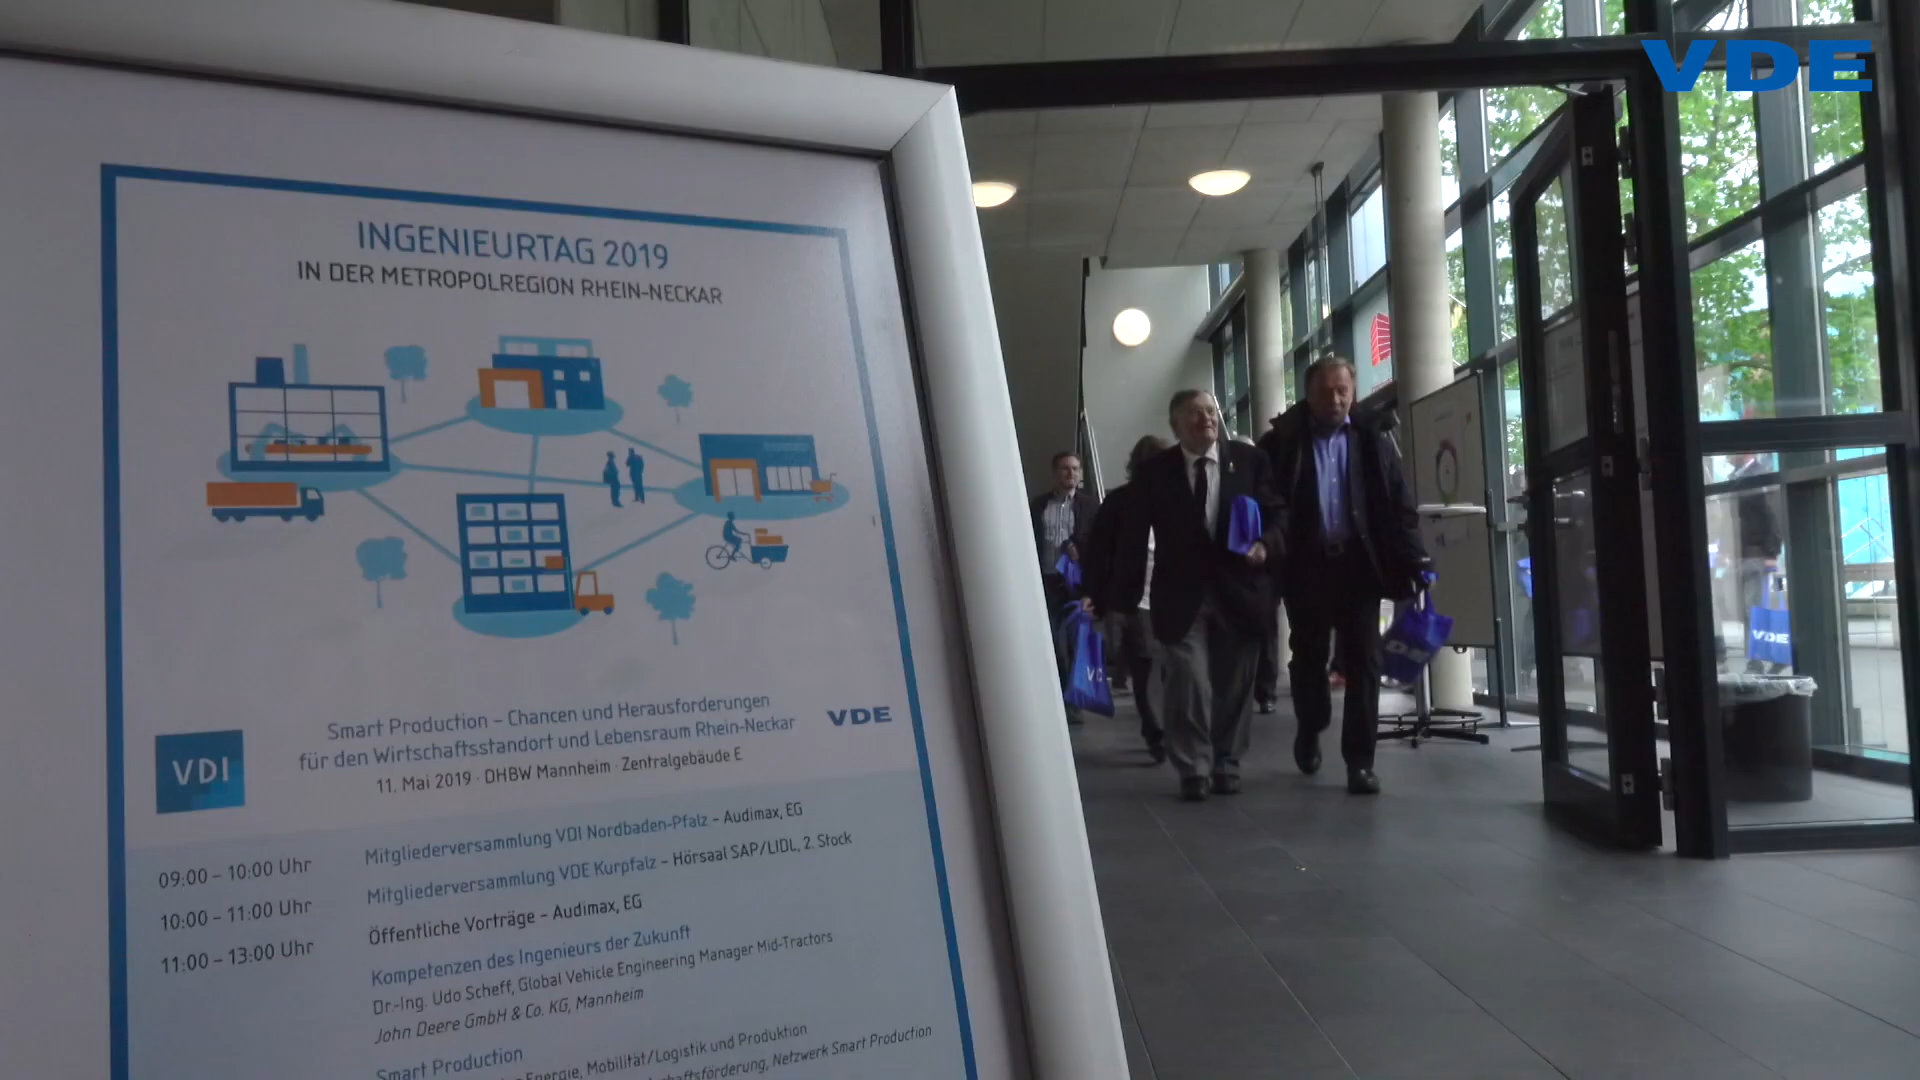 VDE
INGENIEURTAG 2019
IN DER METROPOLREGION RHEIN-NECKAR
Smart Production – Chancen und Herausforderungen
für den Wirtschaftsstandort und Lebensraum Rhein-Neckar
11. Mai 2019 · DHBW Mannheim · Zentralgebäude E
VDI
VDE
09:00 – 10:00 Uhr
Mitgliederversammlung VDI Nordbaden-Pfalz – Audimax, EG
10:00 – 11:00 Uhr
Mitgliederversammlung VDE Kurpfalz – Hörsaal SAP/LIDL, 2. Stock
11:00 – 13:00 Uhr
Öffentliche Vorträge – Audimax, EG
Kompetenzen des Ingenieurs der Zukunft
Dr.-Ing. Udo Scheff, Global Vehicle Engineering Manager Mid-Tractors
John Deere GmbH & Co. KG, Mannheim
Smart Production
Energie, Mobilität/Logistik und Produktion
Netzwerk Smart Production
VDE